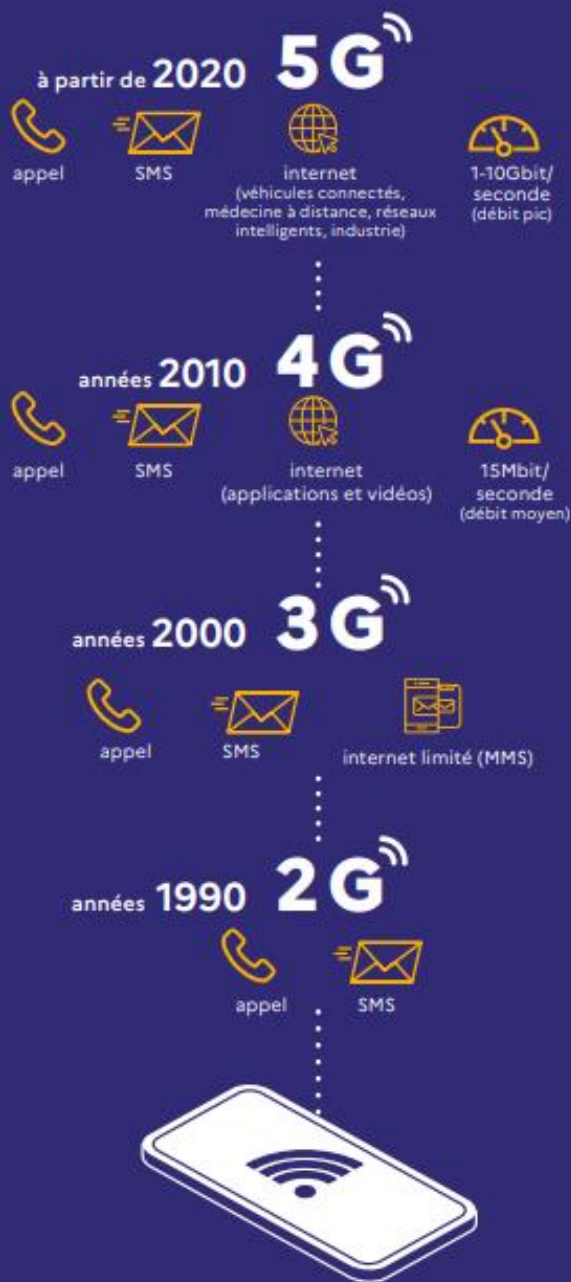 à partir de 2020 5G
appel
SMS
internet
(véhicules connectés,
médecine à distance, réseaux
intelligents, industrie)
1-10Gbit/
seconde
(débit pic)
années 2010 4G
appel
SMS
internet
(applications et vidéos)
15Mbit/
seconde
(débit moyen)
années 2000 3G
appel
SMS
internet limité (MMS)
années 1990 2G
appel
SMS